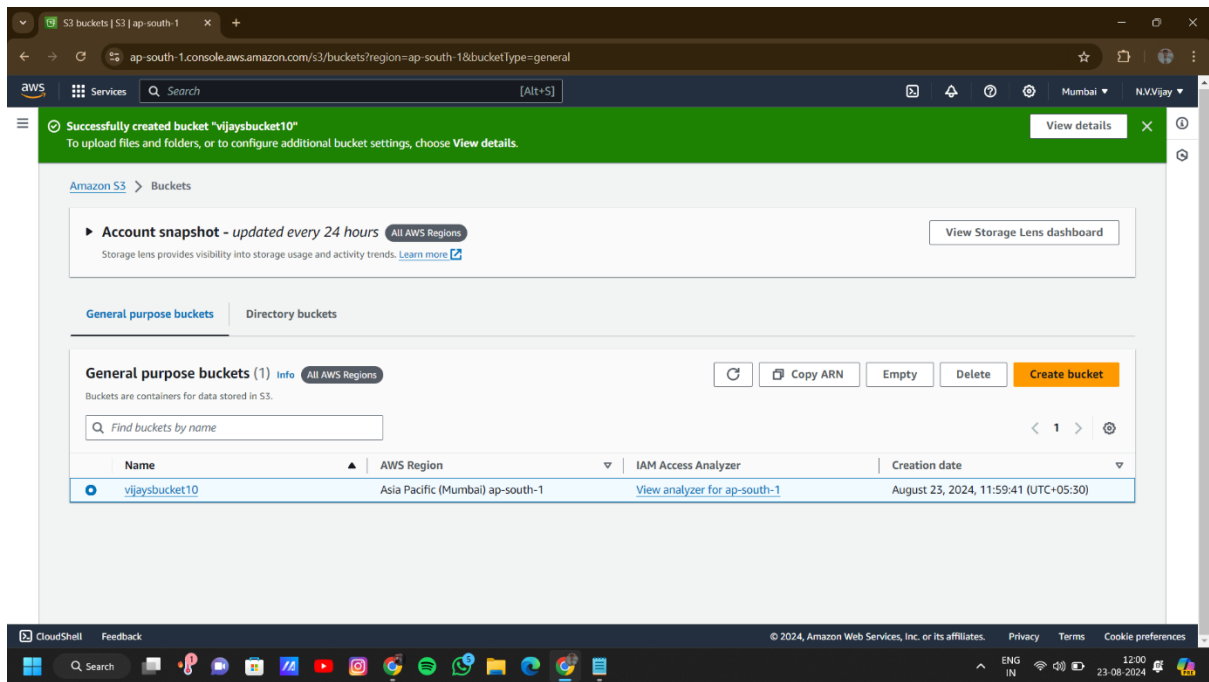 S3 buckets | S3 | ap-south-1
ap-south-1.console.aws.amazon.com/s3/buckets?region=ap-south-1&bucketType=general
aws Services Search [Alt+S] Mumbai N.V.Vijay
Successfully created bucket "vijaysbucket10"
To upload files and folders, or to configure additional bucket settings, choose View details.
View details
Amazon S3 > Buckets
Account snapshot - updated every 24 hours All AWS Regions
Storage lens provides visibility into storage usage and activity trends. Learn more
View Storage Lens dashboard
General purpose buckets Directory buckets
General purpose buckets (1) Info All AWS Regions
Buckets are containers for data stored in S3.
Copy ARN Empty Delete Create bucket
Find buckets by name
1
Name AWS Region IAM Access Analyzer Creation date
vijaysbucket10 Asia Pacific (Mumbai) ap-south-1 View analyzer for ap-south-1 August 23, 2024, 11:59:41 (UTC+05:30)
CloudShell Feedback © 2024, Amazon Web Services, Inc. or its affiliates. Privacy Terms Cookie preferences
Search
5
ENG
IN
12:00
23-08-2024